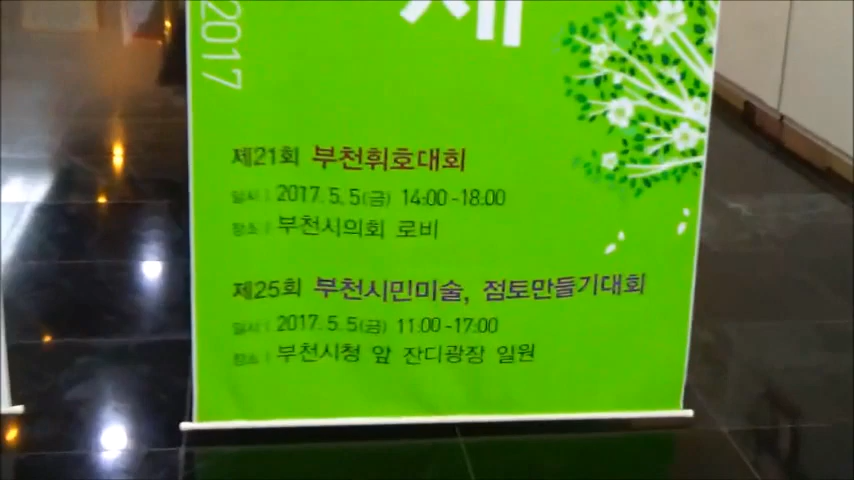 2017
제
제21회 부천휘호대회
일시 : 2017. 5. 5(금) 14:00-18:00
장소 : 부천시의회 로비
제25회 부천시민미술, 점토만들기대회
일시 : 2017. 5. 5(금) 11:00-17:00
장소 : 부천시청 앞 잔디광장 일원